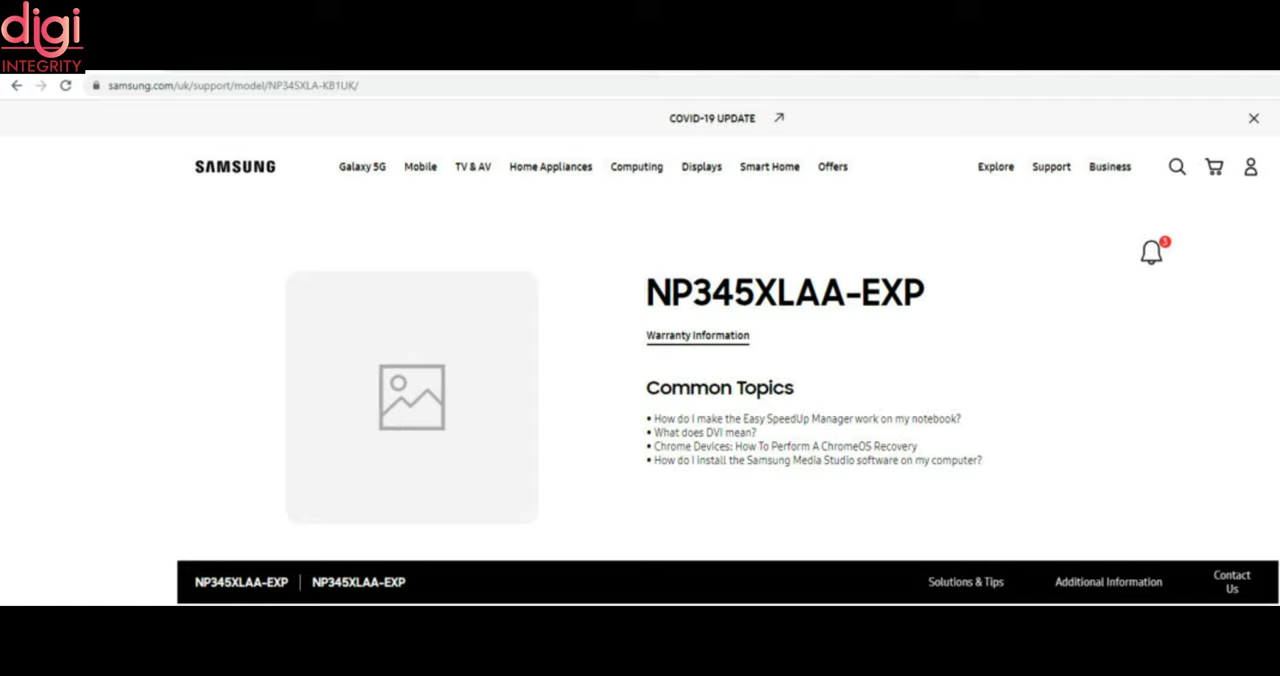 digi
INTEGRITY
samsung.com/uk/support/model/NP345XLA-KB1UK/
COVID-19 UPDATE
SAMSUNG Galaxy 5G Mobile TV & AV Home Appliances Computing Displays Smart Home Offers Explore Support Business
3
NP345XLAA-EXP
Warranty Information
Common Topics
• How do I make the Easy SpeedUp Manager work on my notebook?
• What does DVI mean?
• Chrome Devices: How To Perform A ChromeOS Recovery
• How do I install the Samsung Media Studio software on my computer?
NP345XLAA-EXP | NP345XLAA-EXP Solutions & Tips Additional Information Contact
Us